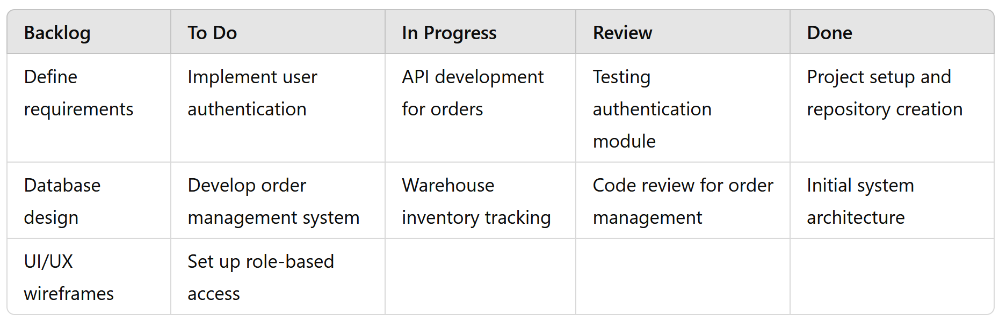 Backlog
To Do
In Progress
Review
Done
Define
requirements
Implement user
authentication
API development
for orders
Testing
authentication
module
Project setup and
repository creation
Database
design
Develop order
management system
Warehouse
inventory tracking
Code review for order
management
Initial system
architecture
UI/UX
wireframes
Set up role-based
access